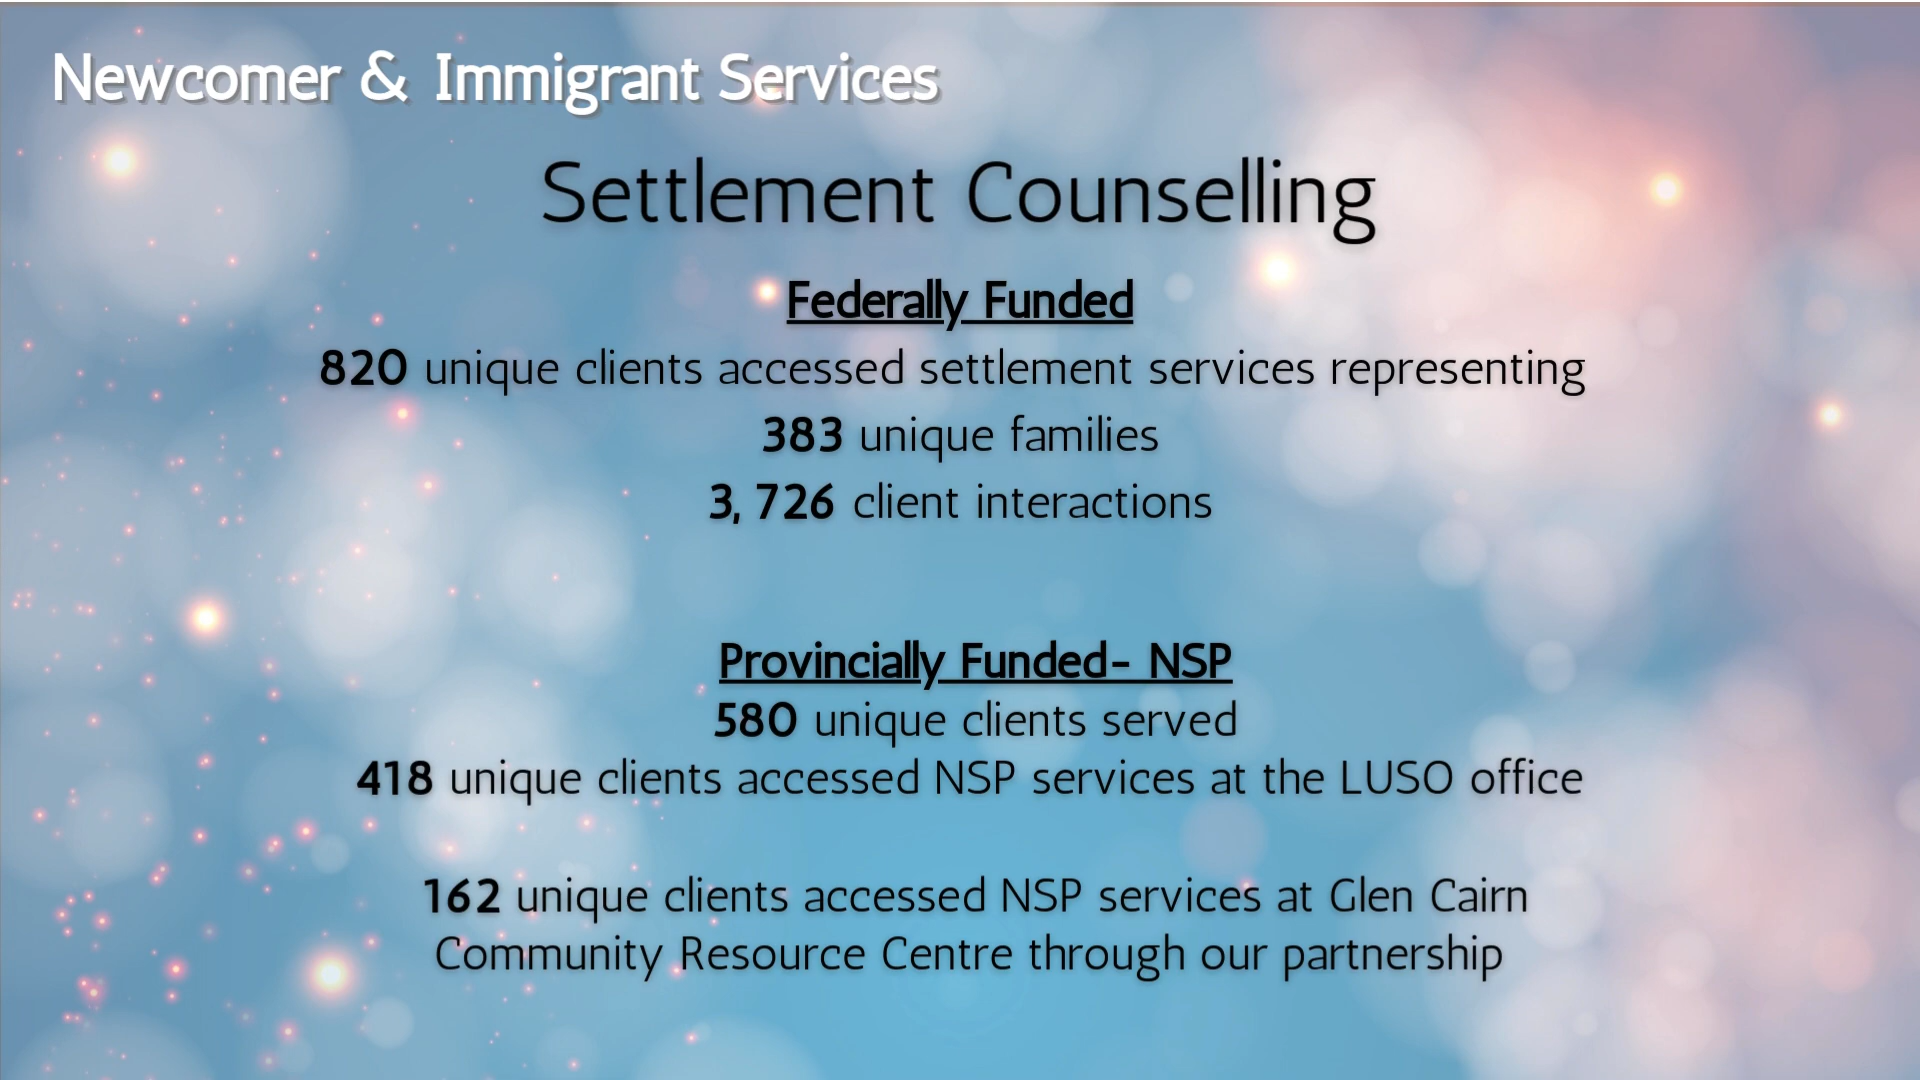 Newcomer & Immigrant Services
Settlement Counselling
Federally Funded
820 unique clients accessed settlement services representing
383 unique families
3, 726 client interactions
Provincially Funded- NSP
580 unique clients served
418 unique clients accessed NSP services at the LUSO office
162 unique clients accessed NSP services at Glen Cairn
Community Resource Centre through our partnership